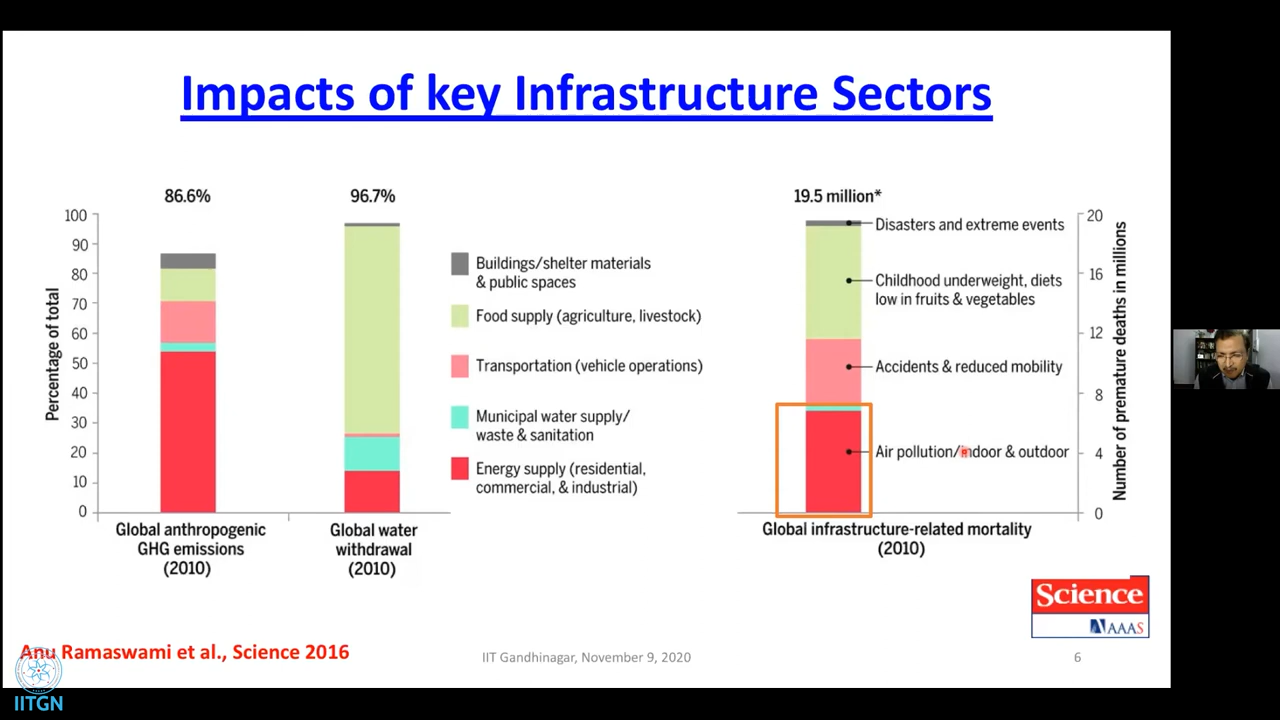 Impacts of key Infrastructure Sectors
86.6%
96.7%
Percentage of total
100
90
80
70
60
50
40
30
20
10
0
Global anthropogenic
GHG emissions
(2010)
Global water
withdrawal
(2010)
Buildings/shelter materials
& public spaces
Food supply (agriculture, livestock)
Transportation (vehicle operations)
Municipal water supply/
waste & sanitation
Energy supply (residential,
commercial, & industrial)
19.5 million*
Disasters and extreme events
Childhood underweight, diets
low in fruits & vegetables
Accidents & reduced mobility
Air pollution/indoor & outdoor
20
16
12
8
4
0
Number of premature deaths in millions
Global infrastructure-related mortality
(2010)
Science
AAAS
Anu Ramaswami et al., Science 2016
IIT Gandhinagar, November 9, 2020
6
IITGN